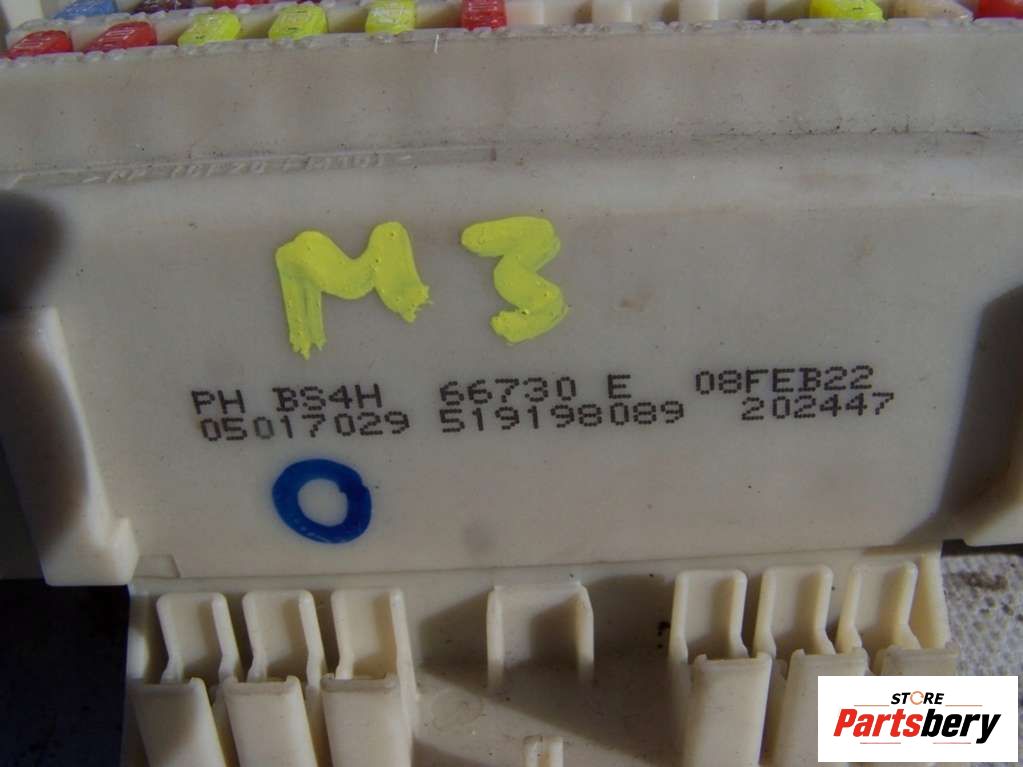 M3
PH BS4H 66730 E 08FEB22
05017029 519198089 202447
STORE
Partsbery